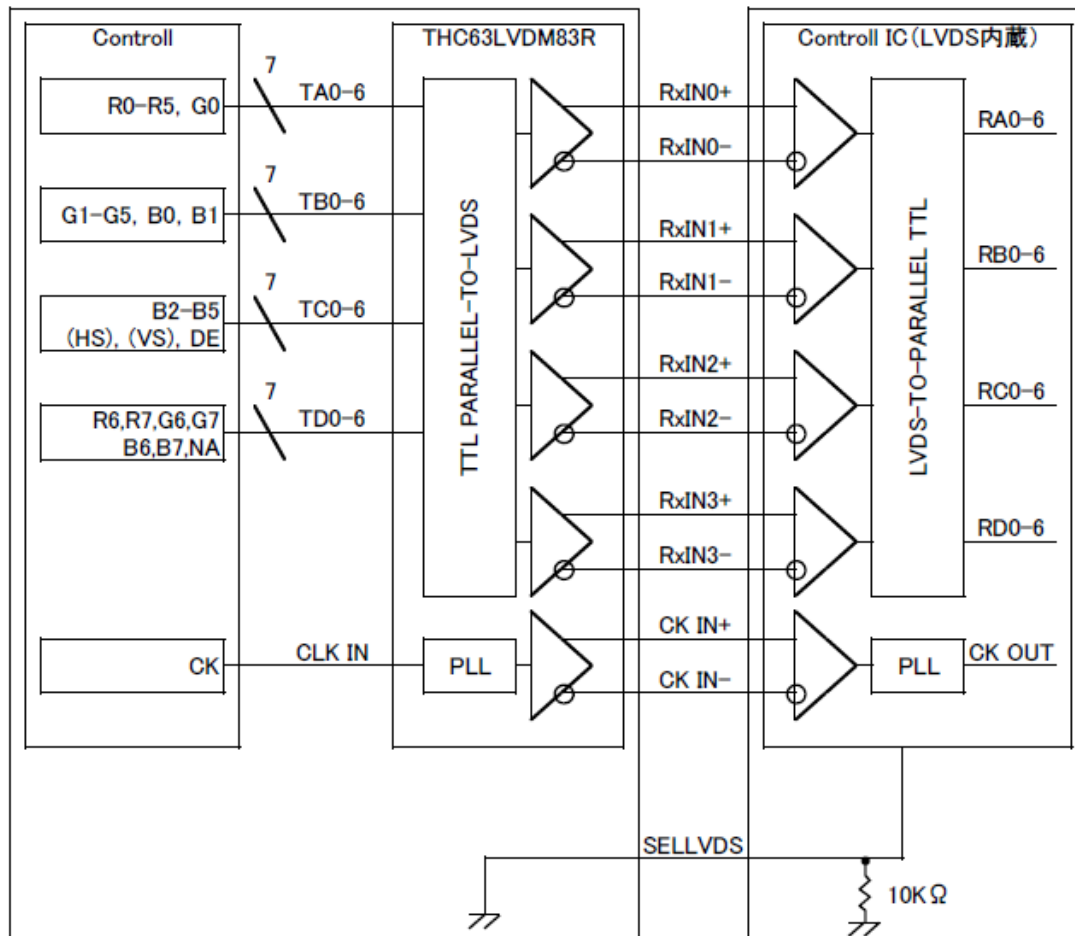 Controll
THC63LVDM83R
Controll IC(LVDS内蔵)
R0-R5, G0
7
TA0-6
RxIN0+
RxIN0-
RA0-6
G1-G5, B0, B1
7
TB0-6
RxIN1+
RxIN1-
RB0-6
B2-B5
(HS), (VS), DE
7
TC0-6
RxIN2+
RxIN2-
RC0-6
R6,R7,G6,G7
B6,B7,NA
7
TD0-6
RxIN3+
RxIN3-
RD0-6
TTL PARALLEL-TO-LVDS
LVDS-TO-PARALLEL TTL
CK
CLK IN
PLL
CK IN+
CK IN-
PLL
CK OUT
SELLVDS
10KΩ